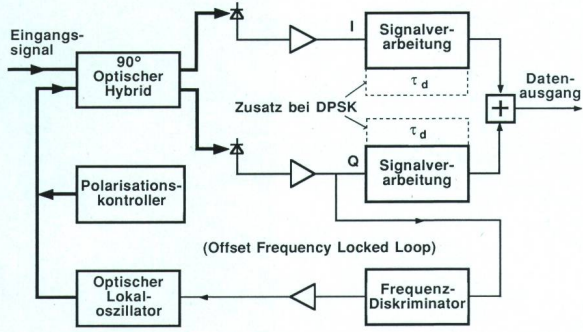 Eingangs-
signal
90°
Optischer
Hybrid
I
Signalver-
arbeitung
τd
Zusatz bei DPSK
τd
Q
Signalver-
arbeitung
+
Daten-
ausgang
Polarisations-
kontroller
(Offset Frequency Locked Loop)
Optischer
Lokal-
oszillator
Frequenz-
Diskriminator